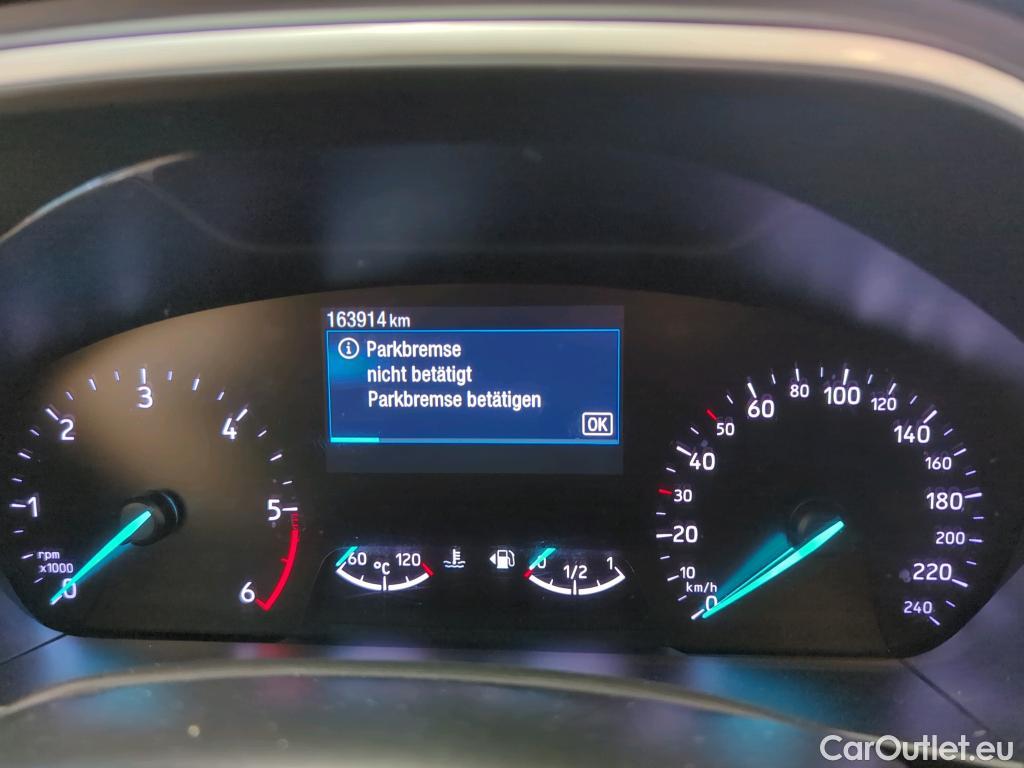 163914 km
Parkbremse
nicht betätigt
Parkbremse betätigen
OK
0 1 2 3 4 5 6
rpm
x1000
60 °C 120
0 1/2 1
0 10 20 30 40 50 60 80 100 120 140 160 180 200 220 240
km/h
CarOutlet.eu